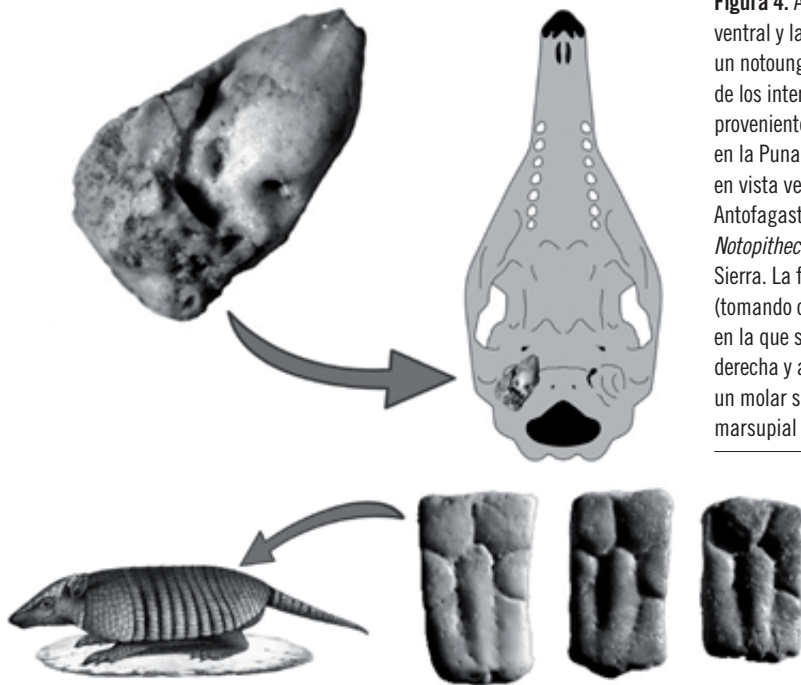 Figura 4.
ventral y la
un notoung
de los inter
proveniente
en la Puna
en vista ve
Antofagast
Notopithec
Sierra. La f
(tomando c
en la que s
derecha y a
un molar s
marsupial